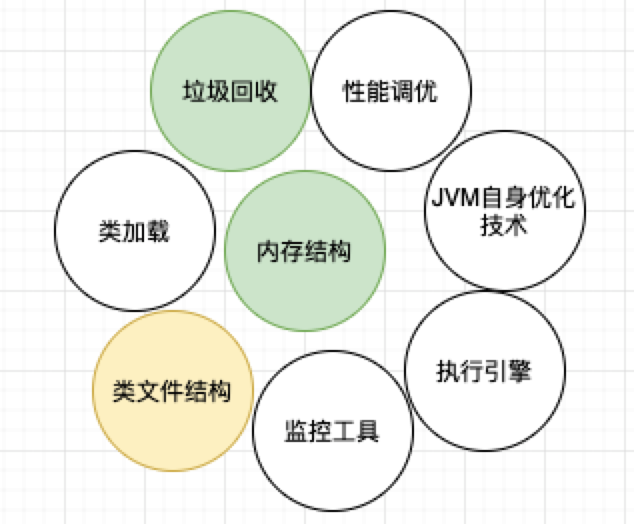 垃圾回收
性能调优
JVM自身优化
技术
类加载
内存结构
类文件结构
执行引擎
监控工具